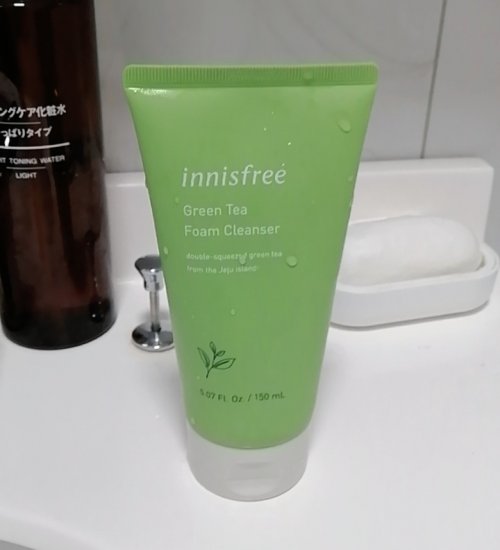 ングケア化粧水
っぱりタイプ
HT TONING WATER
LIGHT
innisfree
Green Tea
Foam Cleanser
double-squeezed green tea
from the Jeju island
5.07 Fl. Oz. / 150 mL